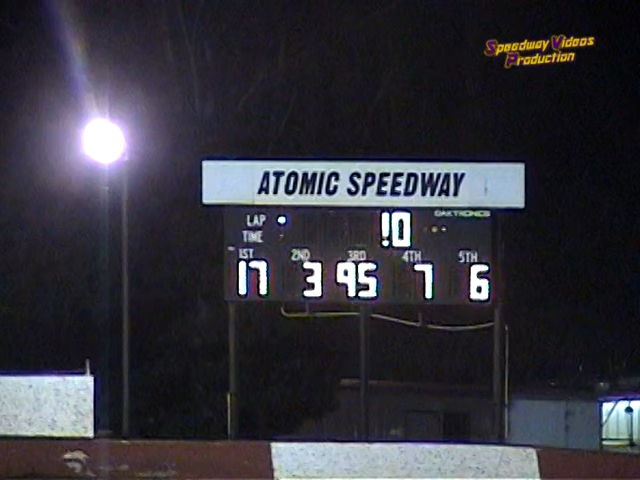 Speedway Videos
Production
ATOMIC SPEEDWAY
LAP 10
DAKTRONICS
TIME
1ST 2ND 3RD 4TH 5TH
17 3 95 7 6